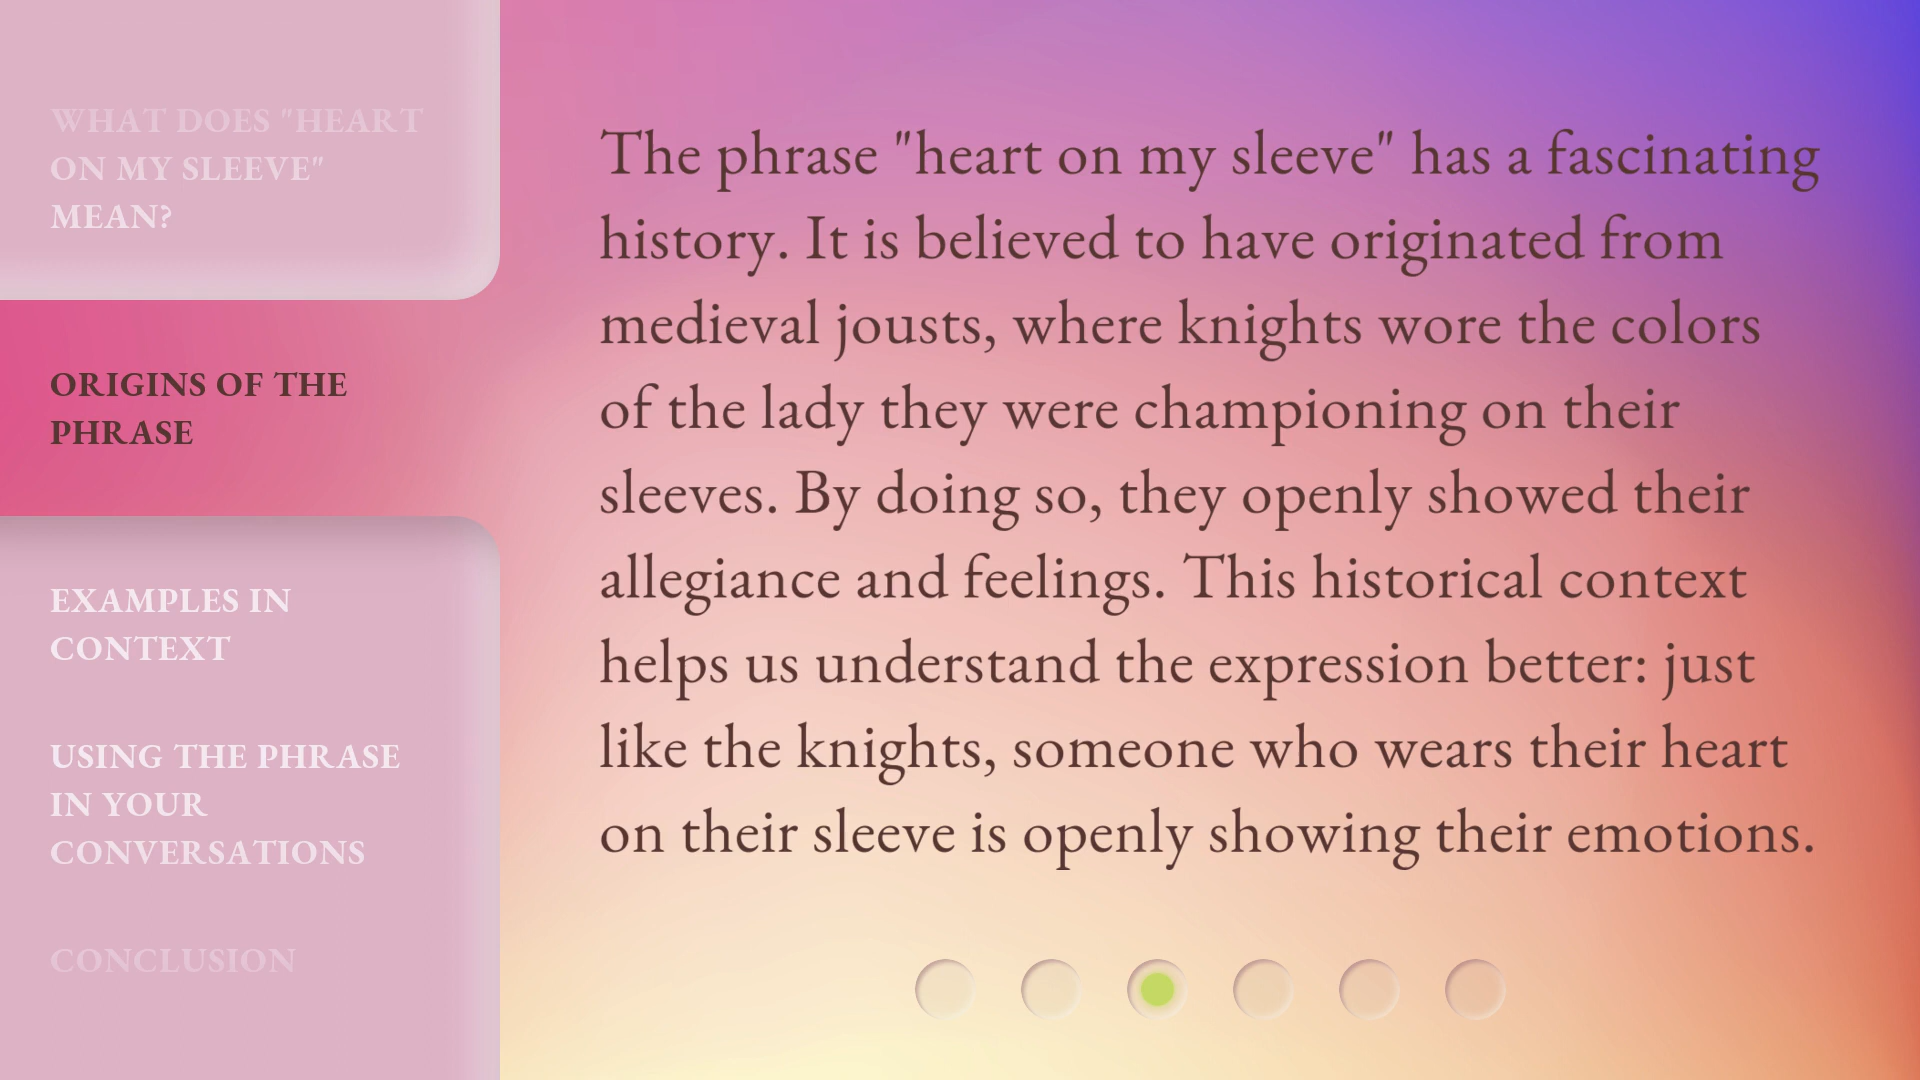 WHAT DOES "HEART
ON MY SLEEVE"
MEAN?
ORIGINS OF THE
PHRASE
EXAMPLES IN
CONTEXT
USING THE PHRASE
IN YOUR
CONVERSATIONS
CONCLUSION
The phrase "heart on my sleeve" has a fascinating
history. It is believed to have originated from
medieval jousts, where knights wore the colors
of the lady they were championing on their
sleeves. By doing so, they openly showed their
allegiance and feelings. This historical context
helps us understand the expression better: just
like the knights, someone who wears their heart
on their sleeve is openly showing their emotions.